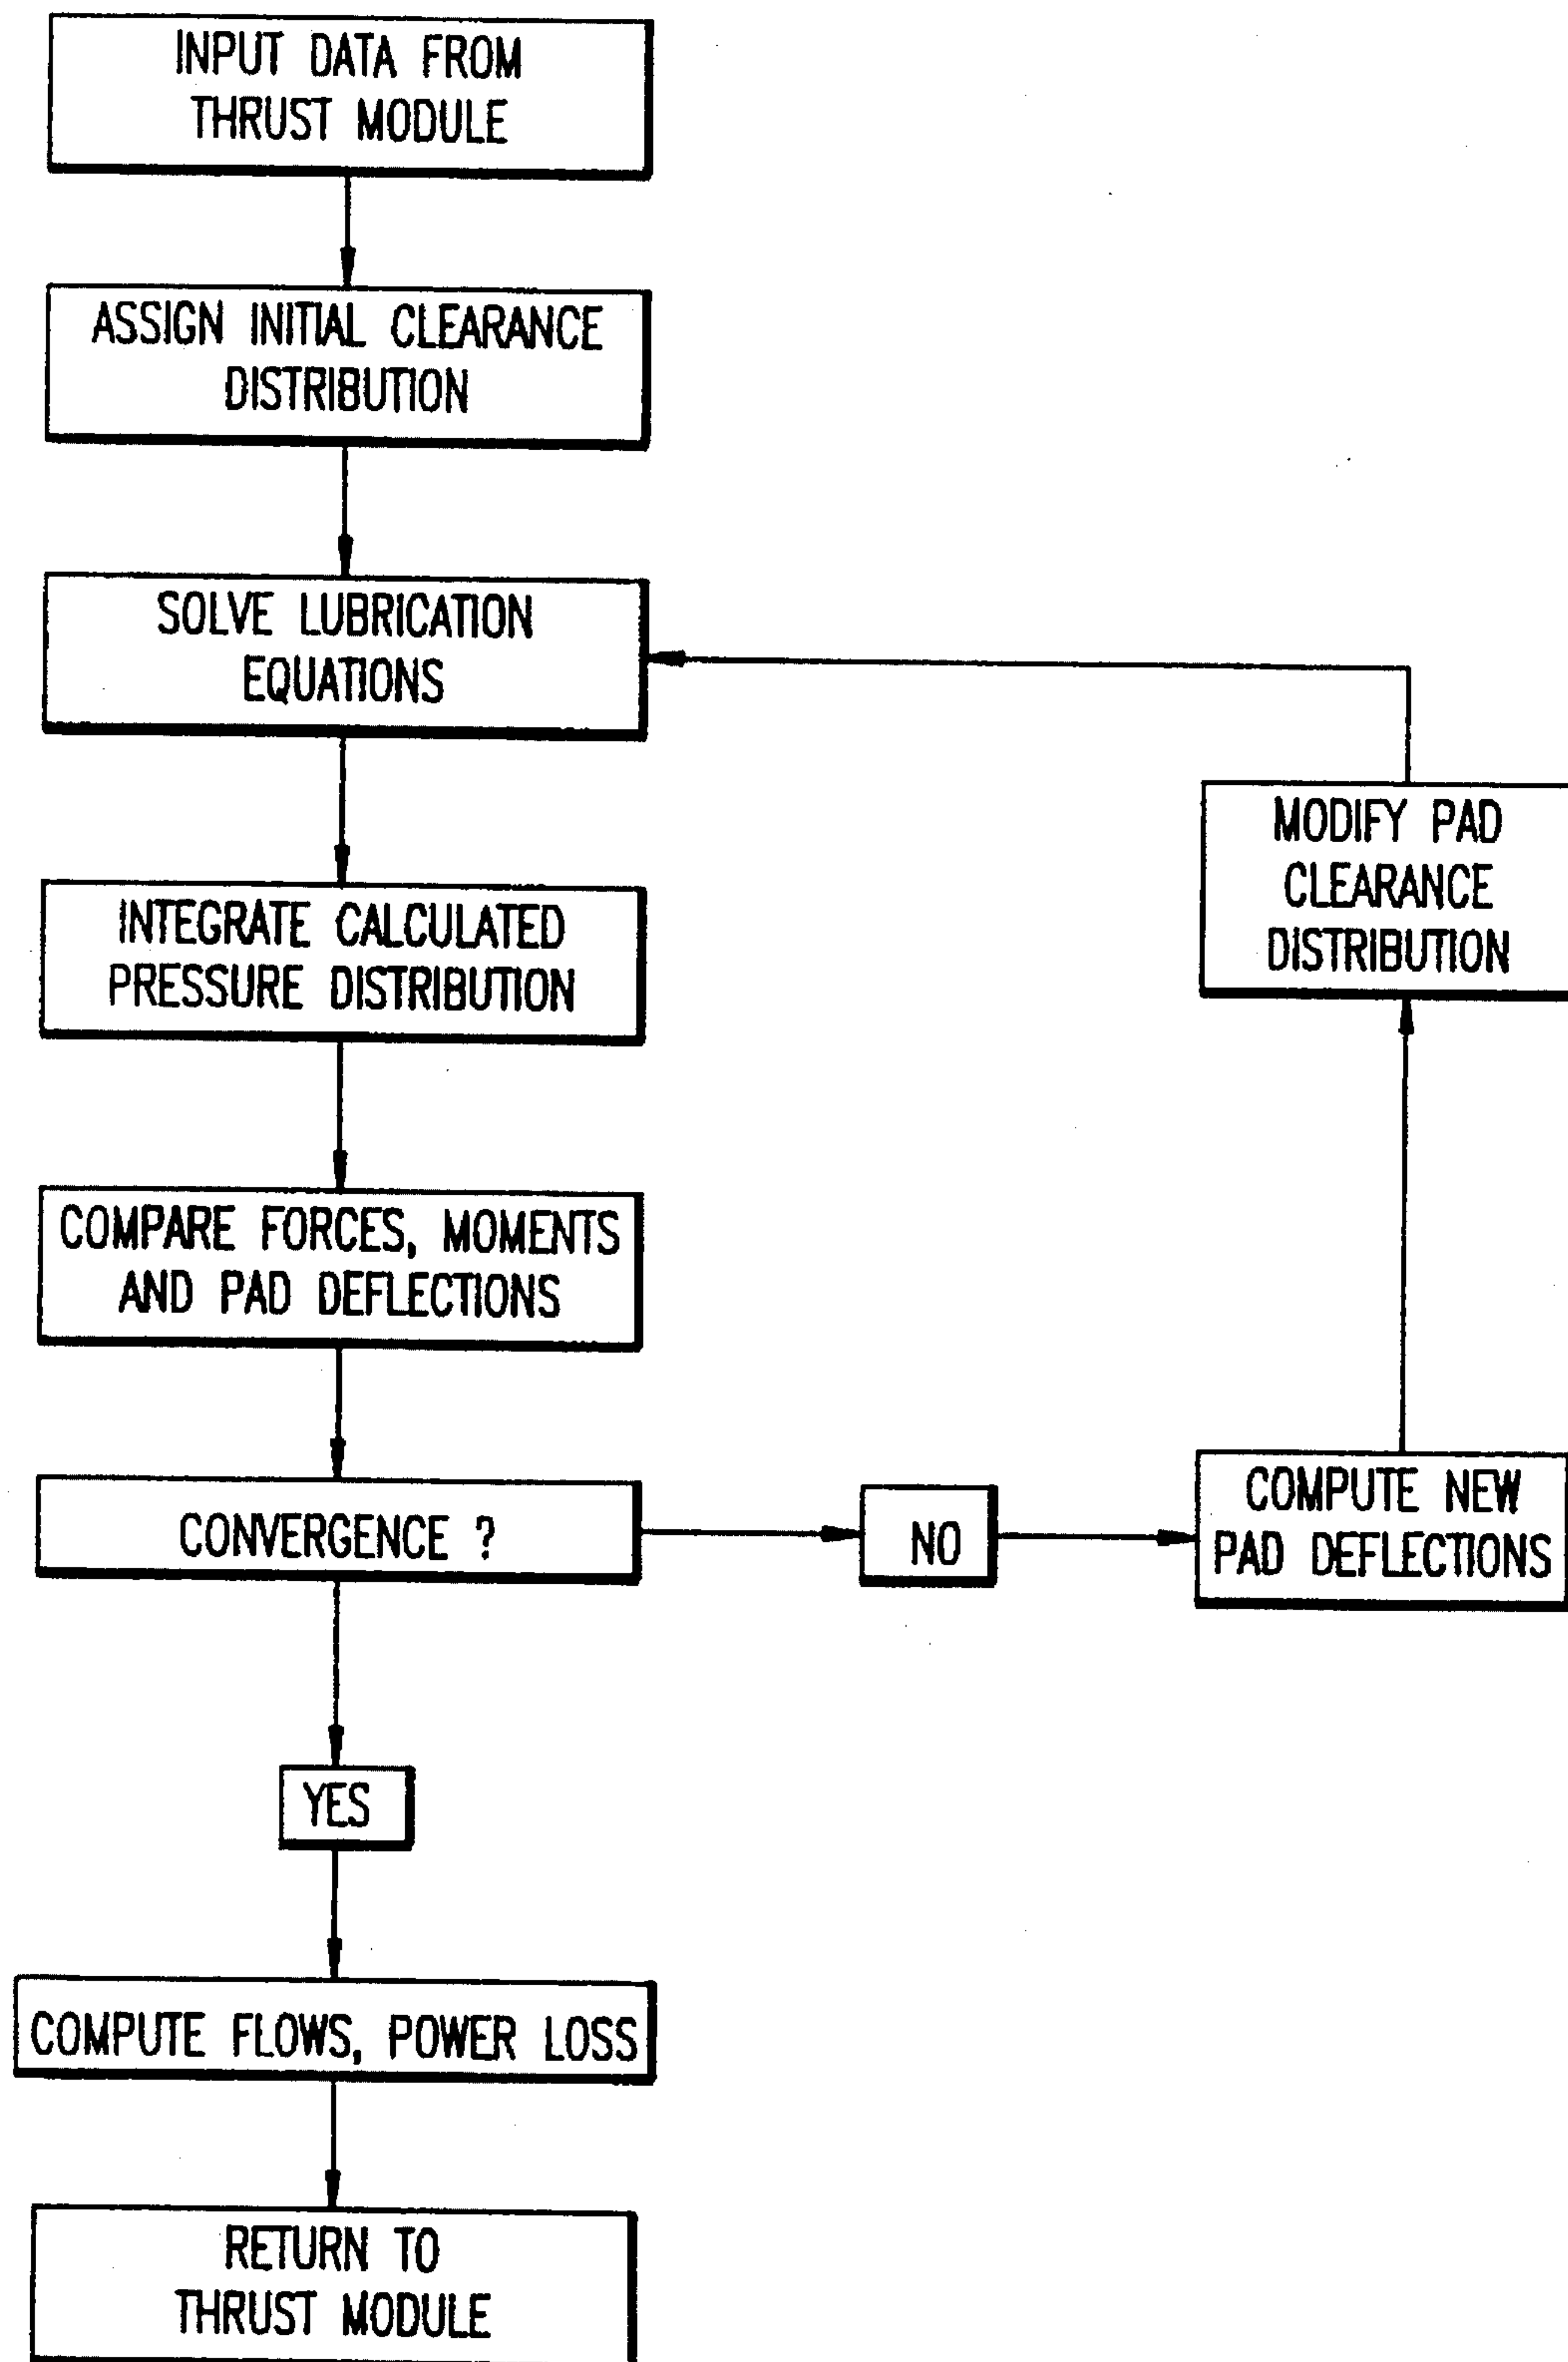 INPUT DATA FROM
THRUST MODULE
ASSIGN INITIAL CLEARANCE
DISTRIBUTION
SOLVE LUBRICATION
EQUATIONS
INTEGRATE CALCULATED
PRESSURE DISTRIBUTION
COMPARE FORCES, MOMENTS
AND PAD DEFLECTIONS
CONVERGENCE ?
NO
COMPUTE NEW
PAD DEFLECTIONS
MODIFY PAD
CLEARANCE
DISTRIBUTION
YES
COMPUTE FLOWS, POWER LOSS
RETURN TO
THRUST MODULE